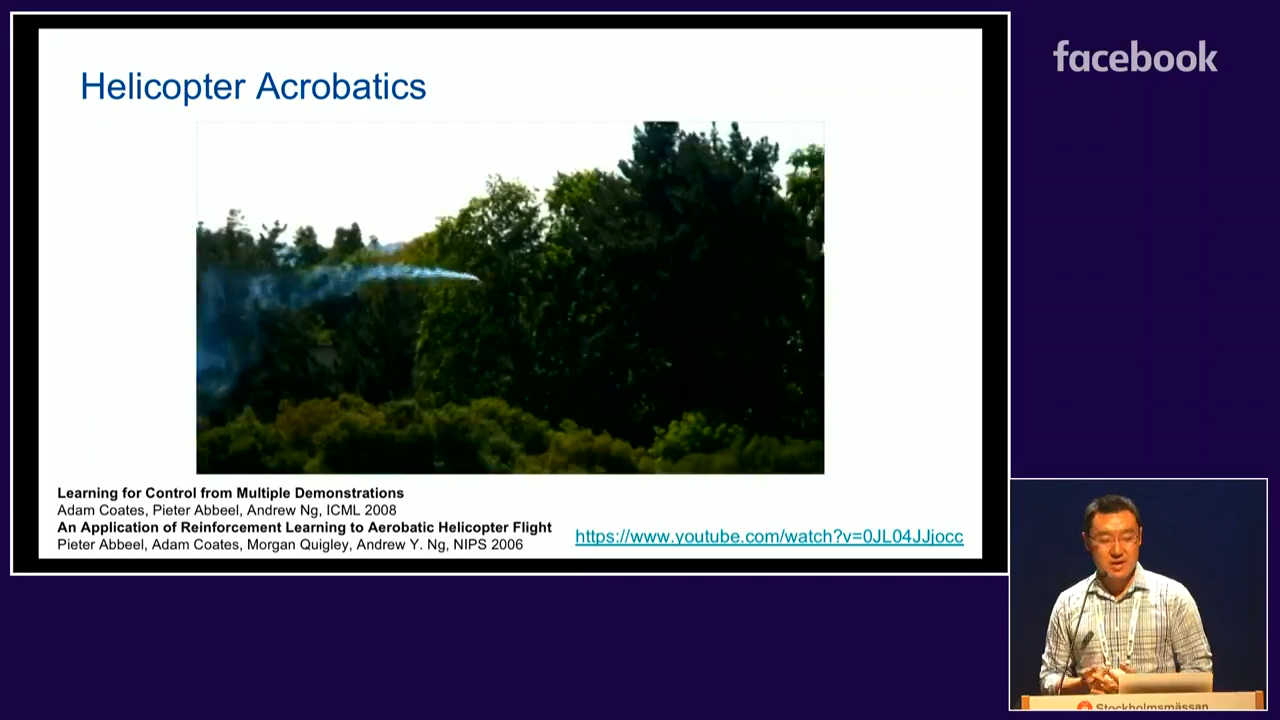 Helicopter Acrobatics
facebook
Learning for Control from Multiple Demonstrations
Adam Coates, Pieter Abbeel, Andrew Ng, ICML 2008
An Application of Reinforcement Learning to Aerobatic Helicopter Flight
Pieter Abbeel, Adam Coates, Morgan Quigley, Andrew Y. Ng, NIPS 2006
https://www.youtube.com/watch?v=0JL04JJjocc
Stockholmsmässan